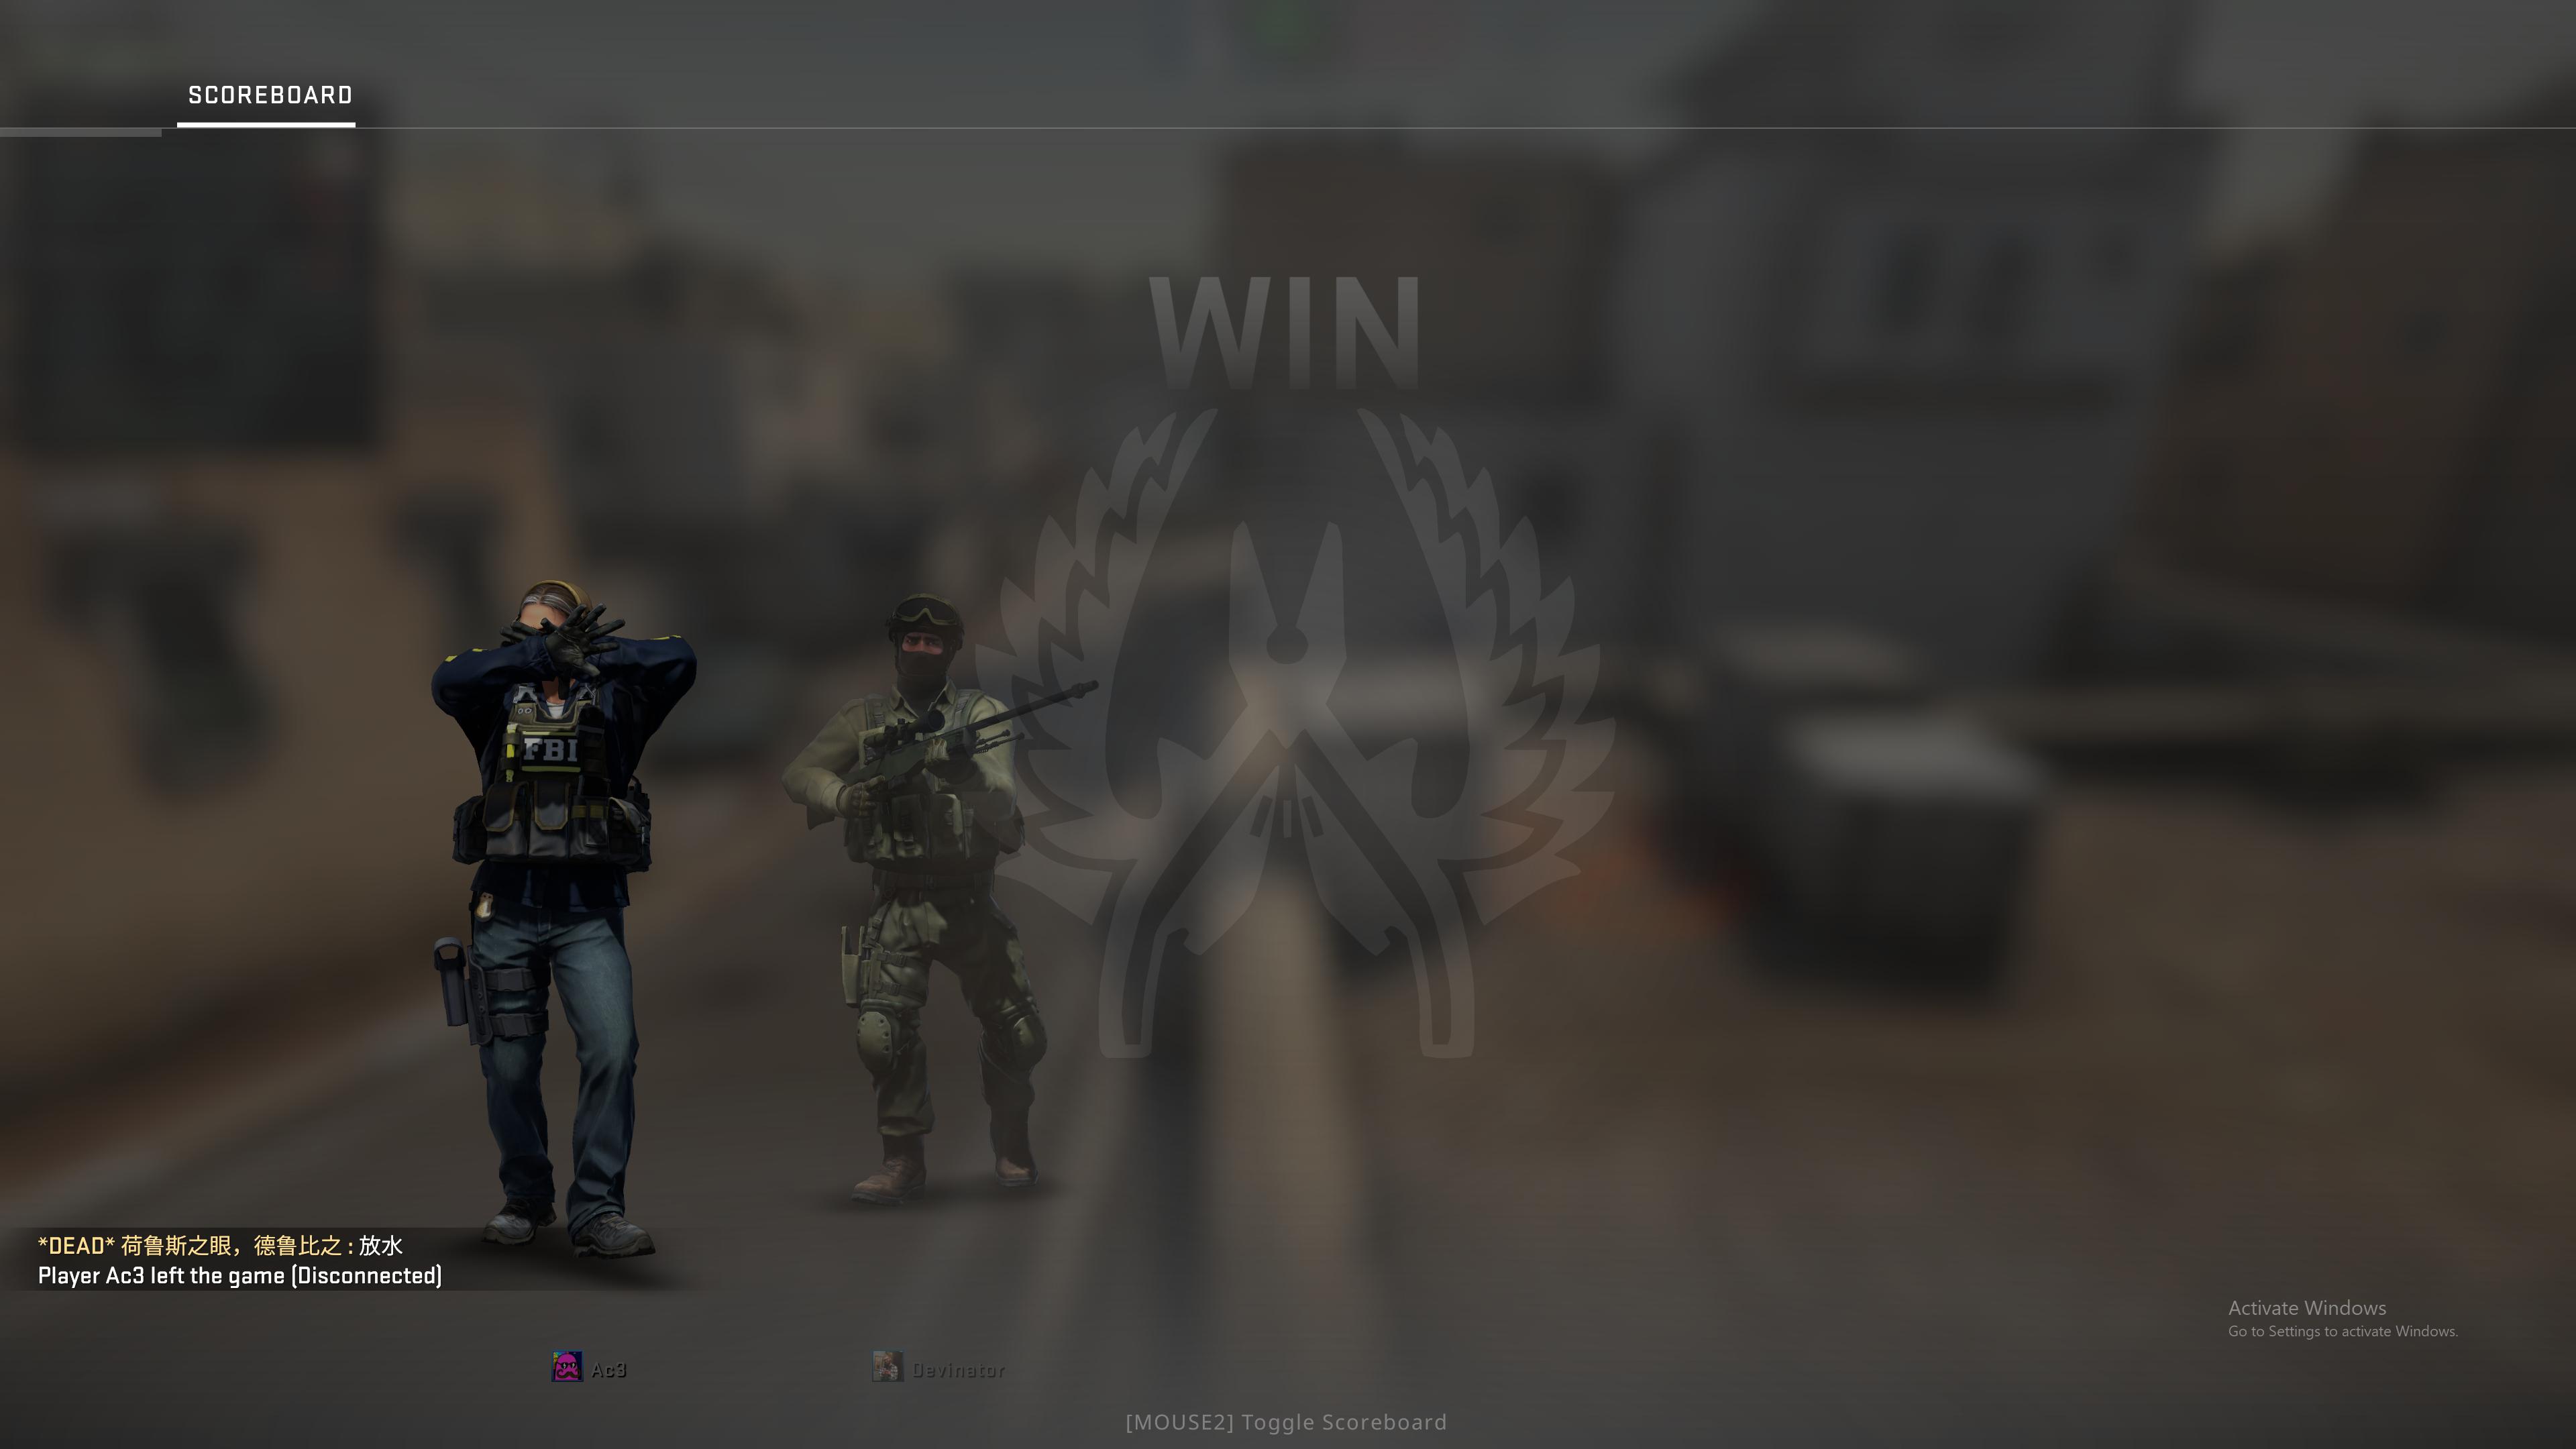 SCOREBOARD
WIN
FBI
*DEAD* 荷鲁斯之眼，德鲁比之 : 放水
Player Ac3 left the game (Disconnected)
Activate Windows
Go to Settings to activate Windows.
Ac3
Devinator
[MOUSE2] Toggle Scoreboard